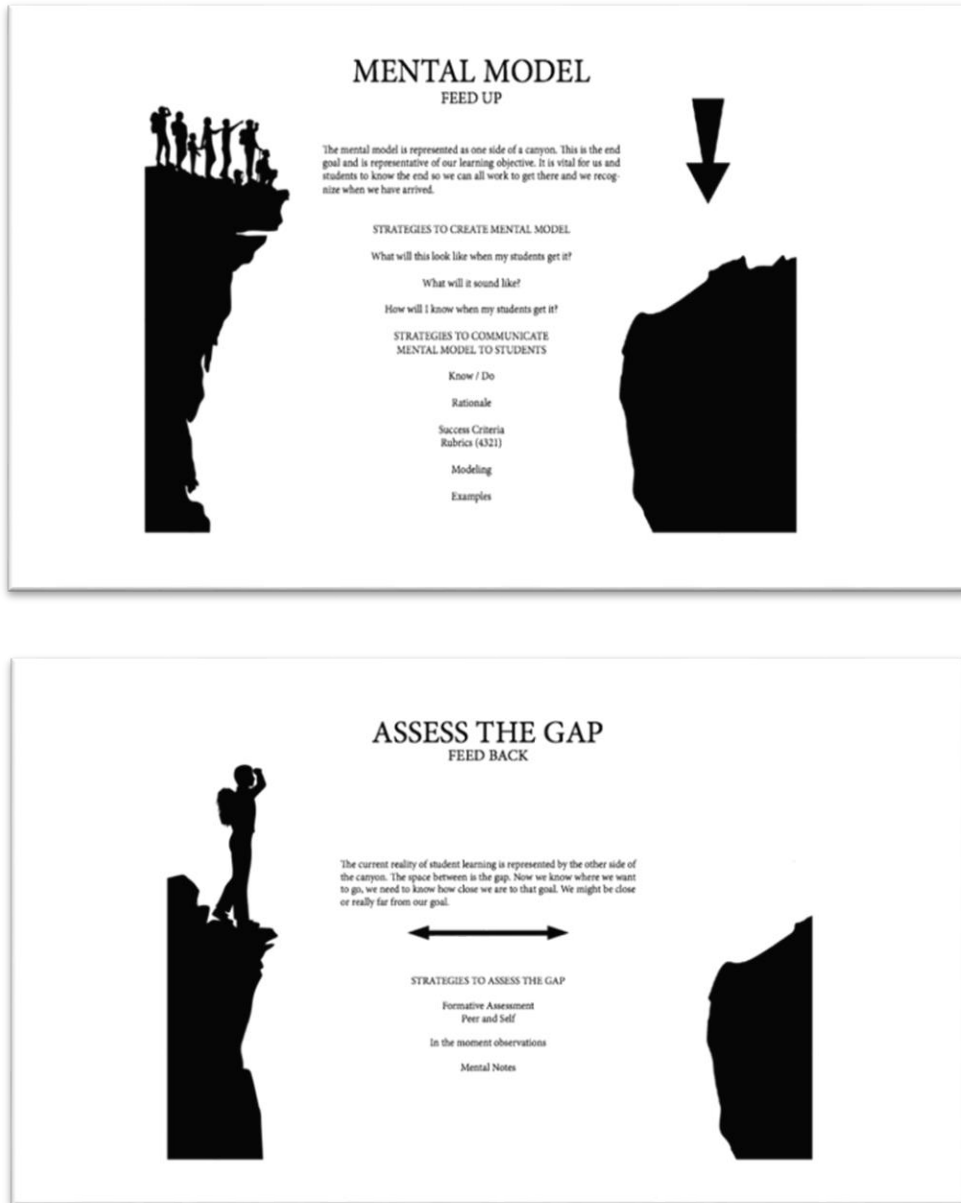 MENTAL MODEL
FEED UP
The mental model is represented as one side of a canyon. This is the end
goal and is representative of our learning objective. It is vital for us and
students to know the end so we can all work to get there and we recog-
nize when we have arrived.
STRATEGIES TO CREATE MENTAL MODEL
What will this look like when my students get it?
What will it sound like?
How will I know when my students get it?
STRATEGIES TO COMMUNICATE
MENTAL MODEL TO STUDENTS
Know / Do
Rationale
Success Criteria
Rubrics (4321)
Modeling
Examples
ASSESS THE GAP
FEED BACK
The current reality of student learning is represented by the other side of
the canyon. The space between is the gap. Now we know where we want
to go, we need to know how close we are to that goal. We might be close
or really far from our goal.
STRATEGIES TO ASSESS THE GAP
Formative Assessment
Peer and Self
In the moment observations
Mental Notes